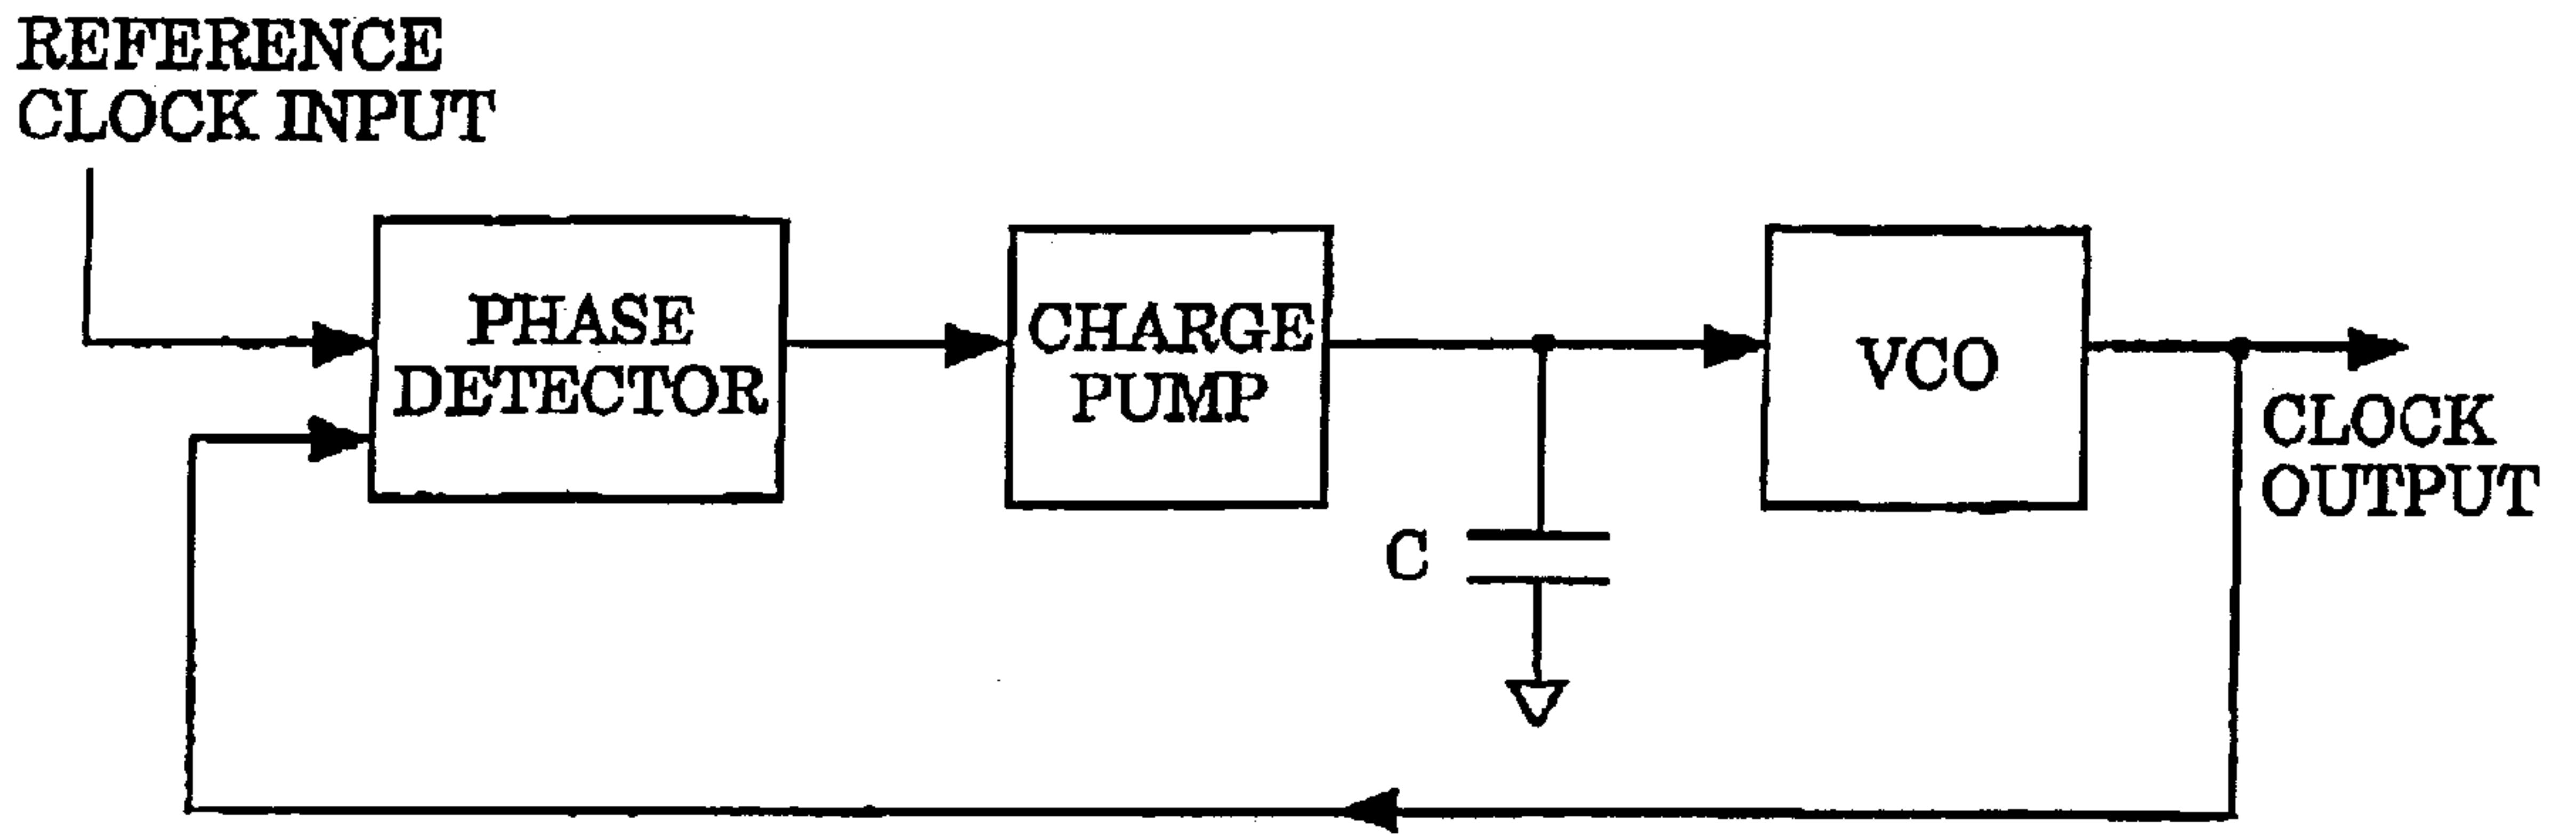 REFERENCE
CLOCK INPUT
PHASE
DETECTOR
CHARGE
PUMP
VCO
CLOCK
OUTPUT
C